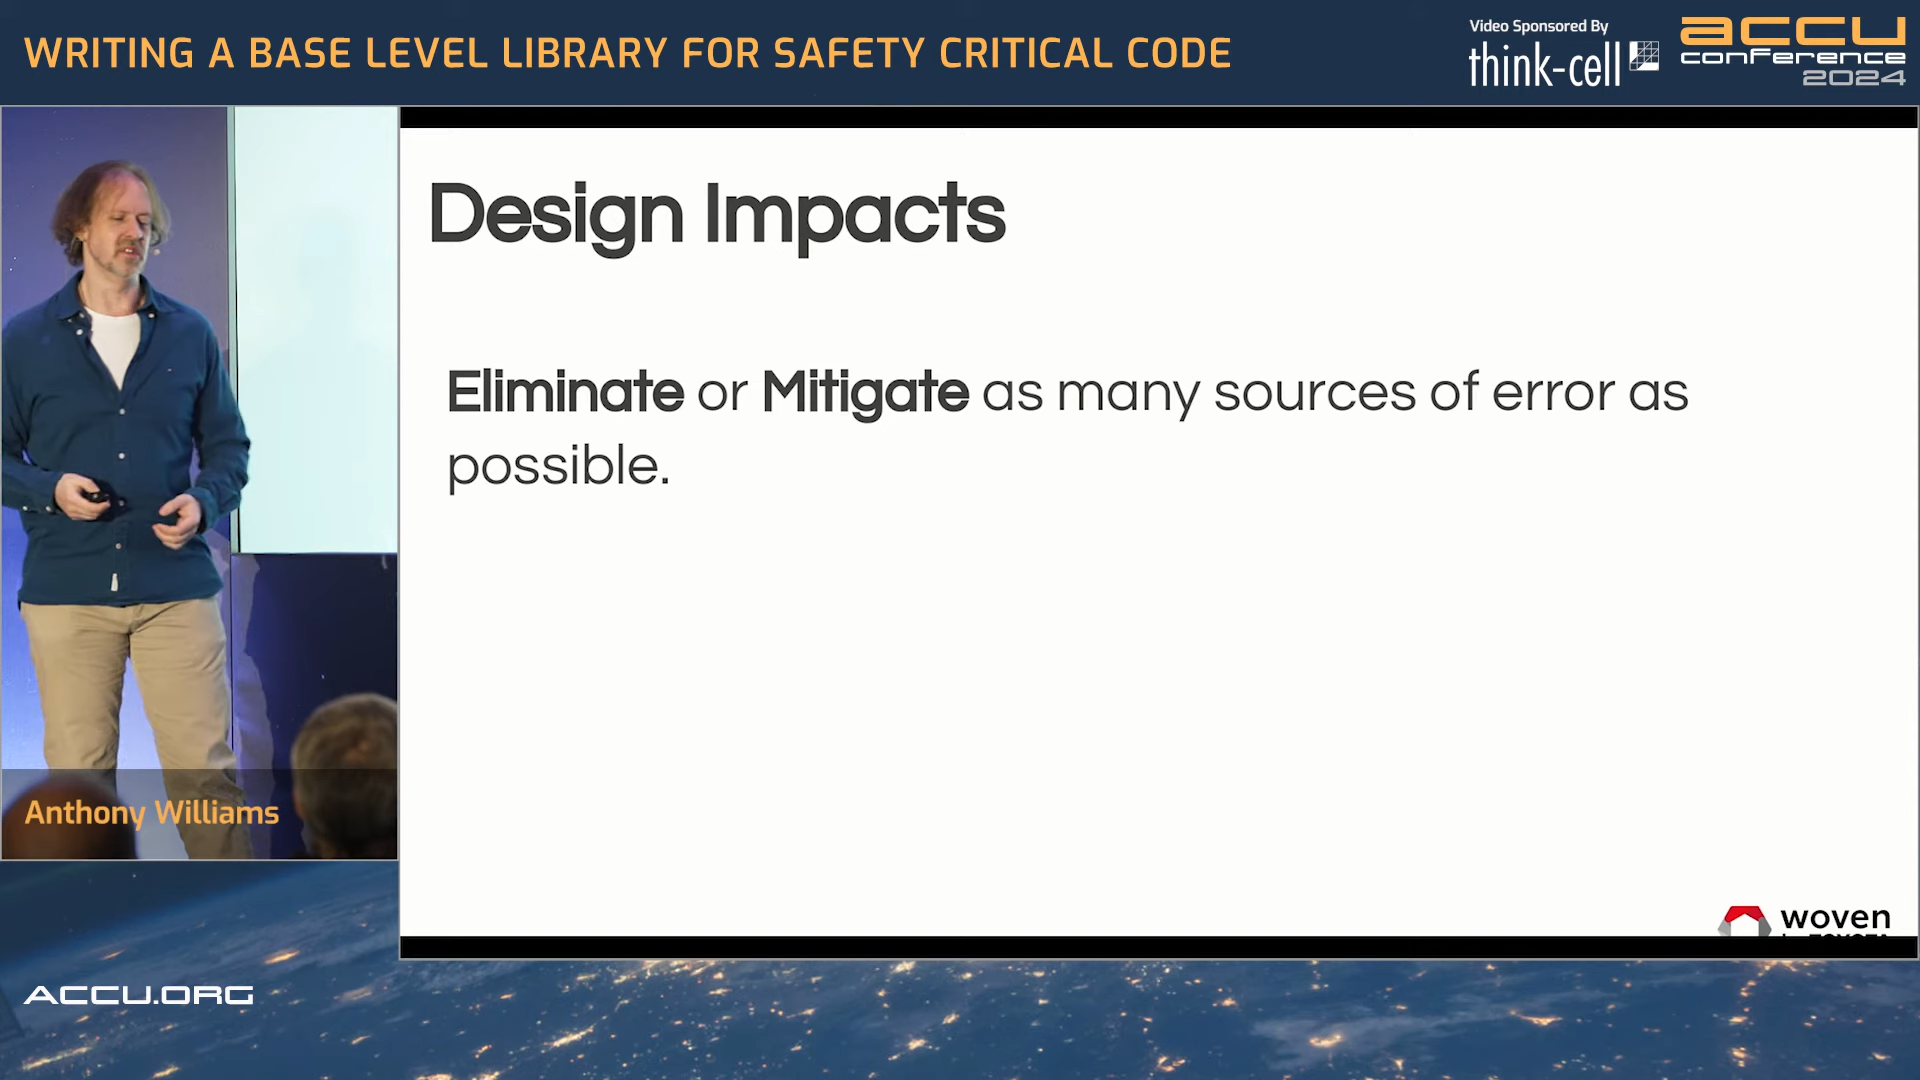 WRITING A BASE LEVEL LIBRARY FOR SAFETY CRITICAL CODE
Video Sponsored By
think-cell
accu
conference
2024
Design Impacts
Eliminate or Mitigate as many sources of error as
possible.
Anthony Williams
woven
ACCU.ORG